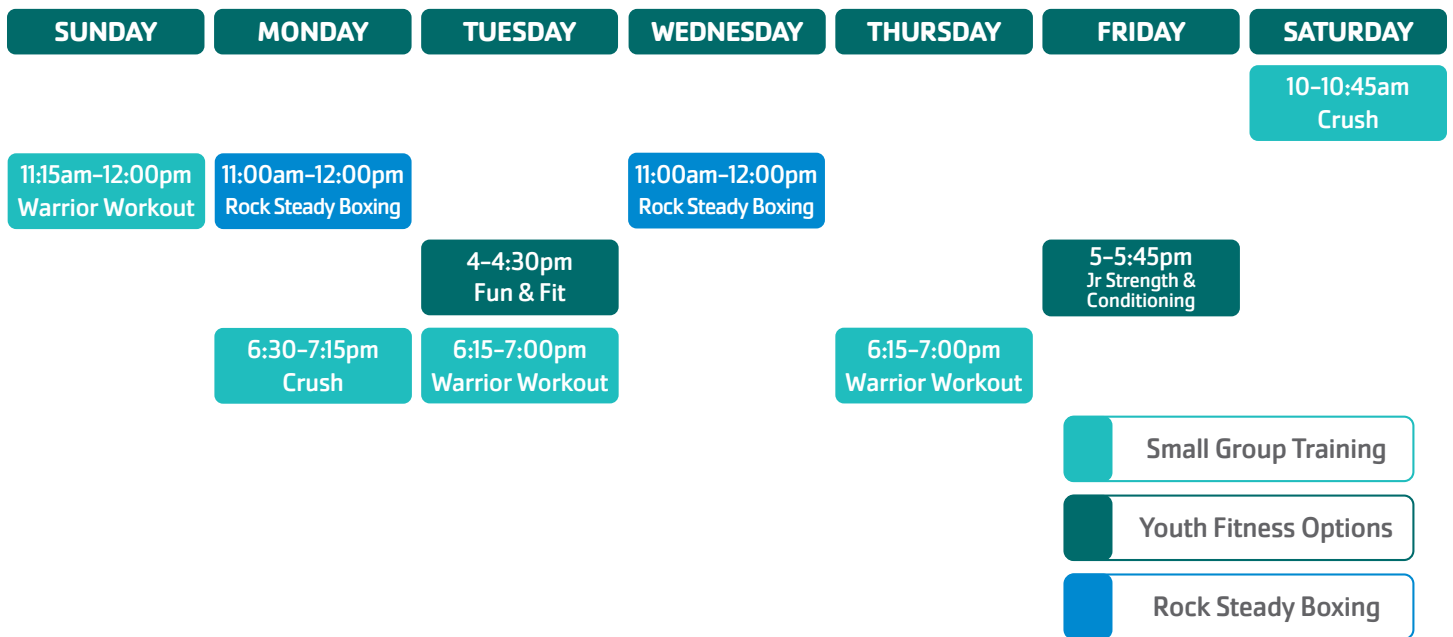 SUNDAY MONDAY TUESDAY WEDNESDAY THURSDAY FRIDAY SATURDAY
10–10:45am
Crush
11:15am–12:00pm
Warrior Workout
11:00am–12:00pm
Rock Steady Boxing
11:00am–12:00pm
Rock Steady Boxing
4–4:30pm
Fun & Fit
5–5:45pm
Jr Strength &
Conditioning
6:30–7:15pm
Crush
6:15–7:00pm
Warrior Workout
6:15–7:00pm
Warrior Workout
Small Group Training
Youth Fitness Options
Rock Steady Boxing